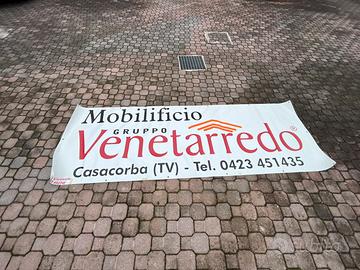 Mobilificio
GRUPPO
Venetarredo®
Casacorba (TV) - Tel. 0423 451435